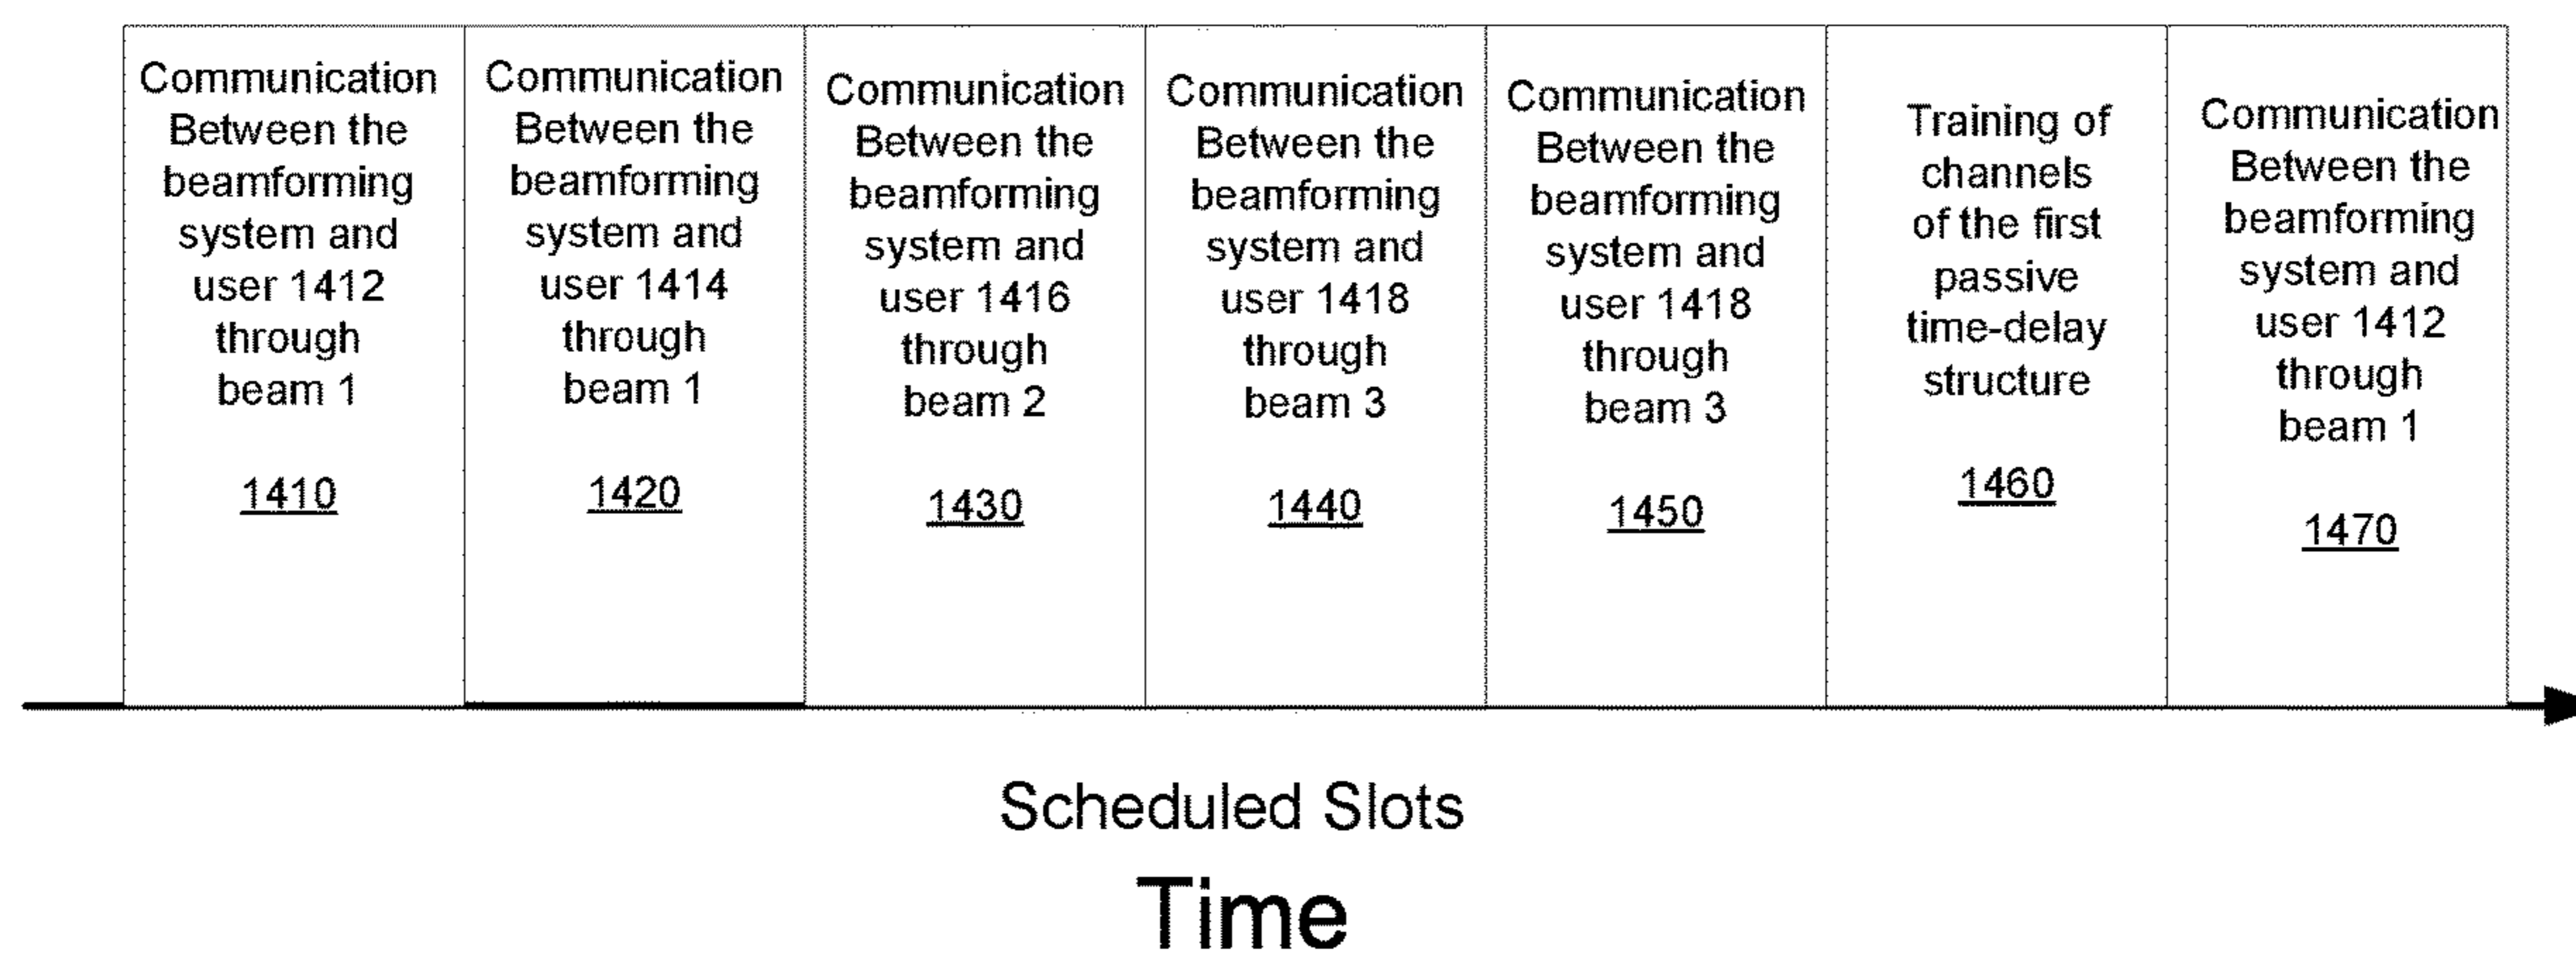 Communication
Between the
beamforming
system and
user 1412
through
beam 1
1410
Communication
Between the
beamforming
system and
user 1414
through
beam 1
1420
Communication
Between the
beamforming
system and
user 1416
through
beam 2
1430
Communication
Between the
beamforming
system and
user 1418
through
beam 3
1440
Communication
Between the
beamforming
system and
user 1418
through
beam 3
1450
Training of
channels
of the first
passive
time-delay
structure
1460
Communication
Between the
beamforming
system and
user 1412
through
beam 1
1470
Scheduled Slots
Time